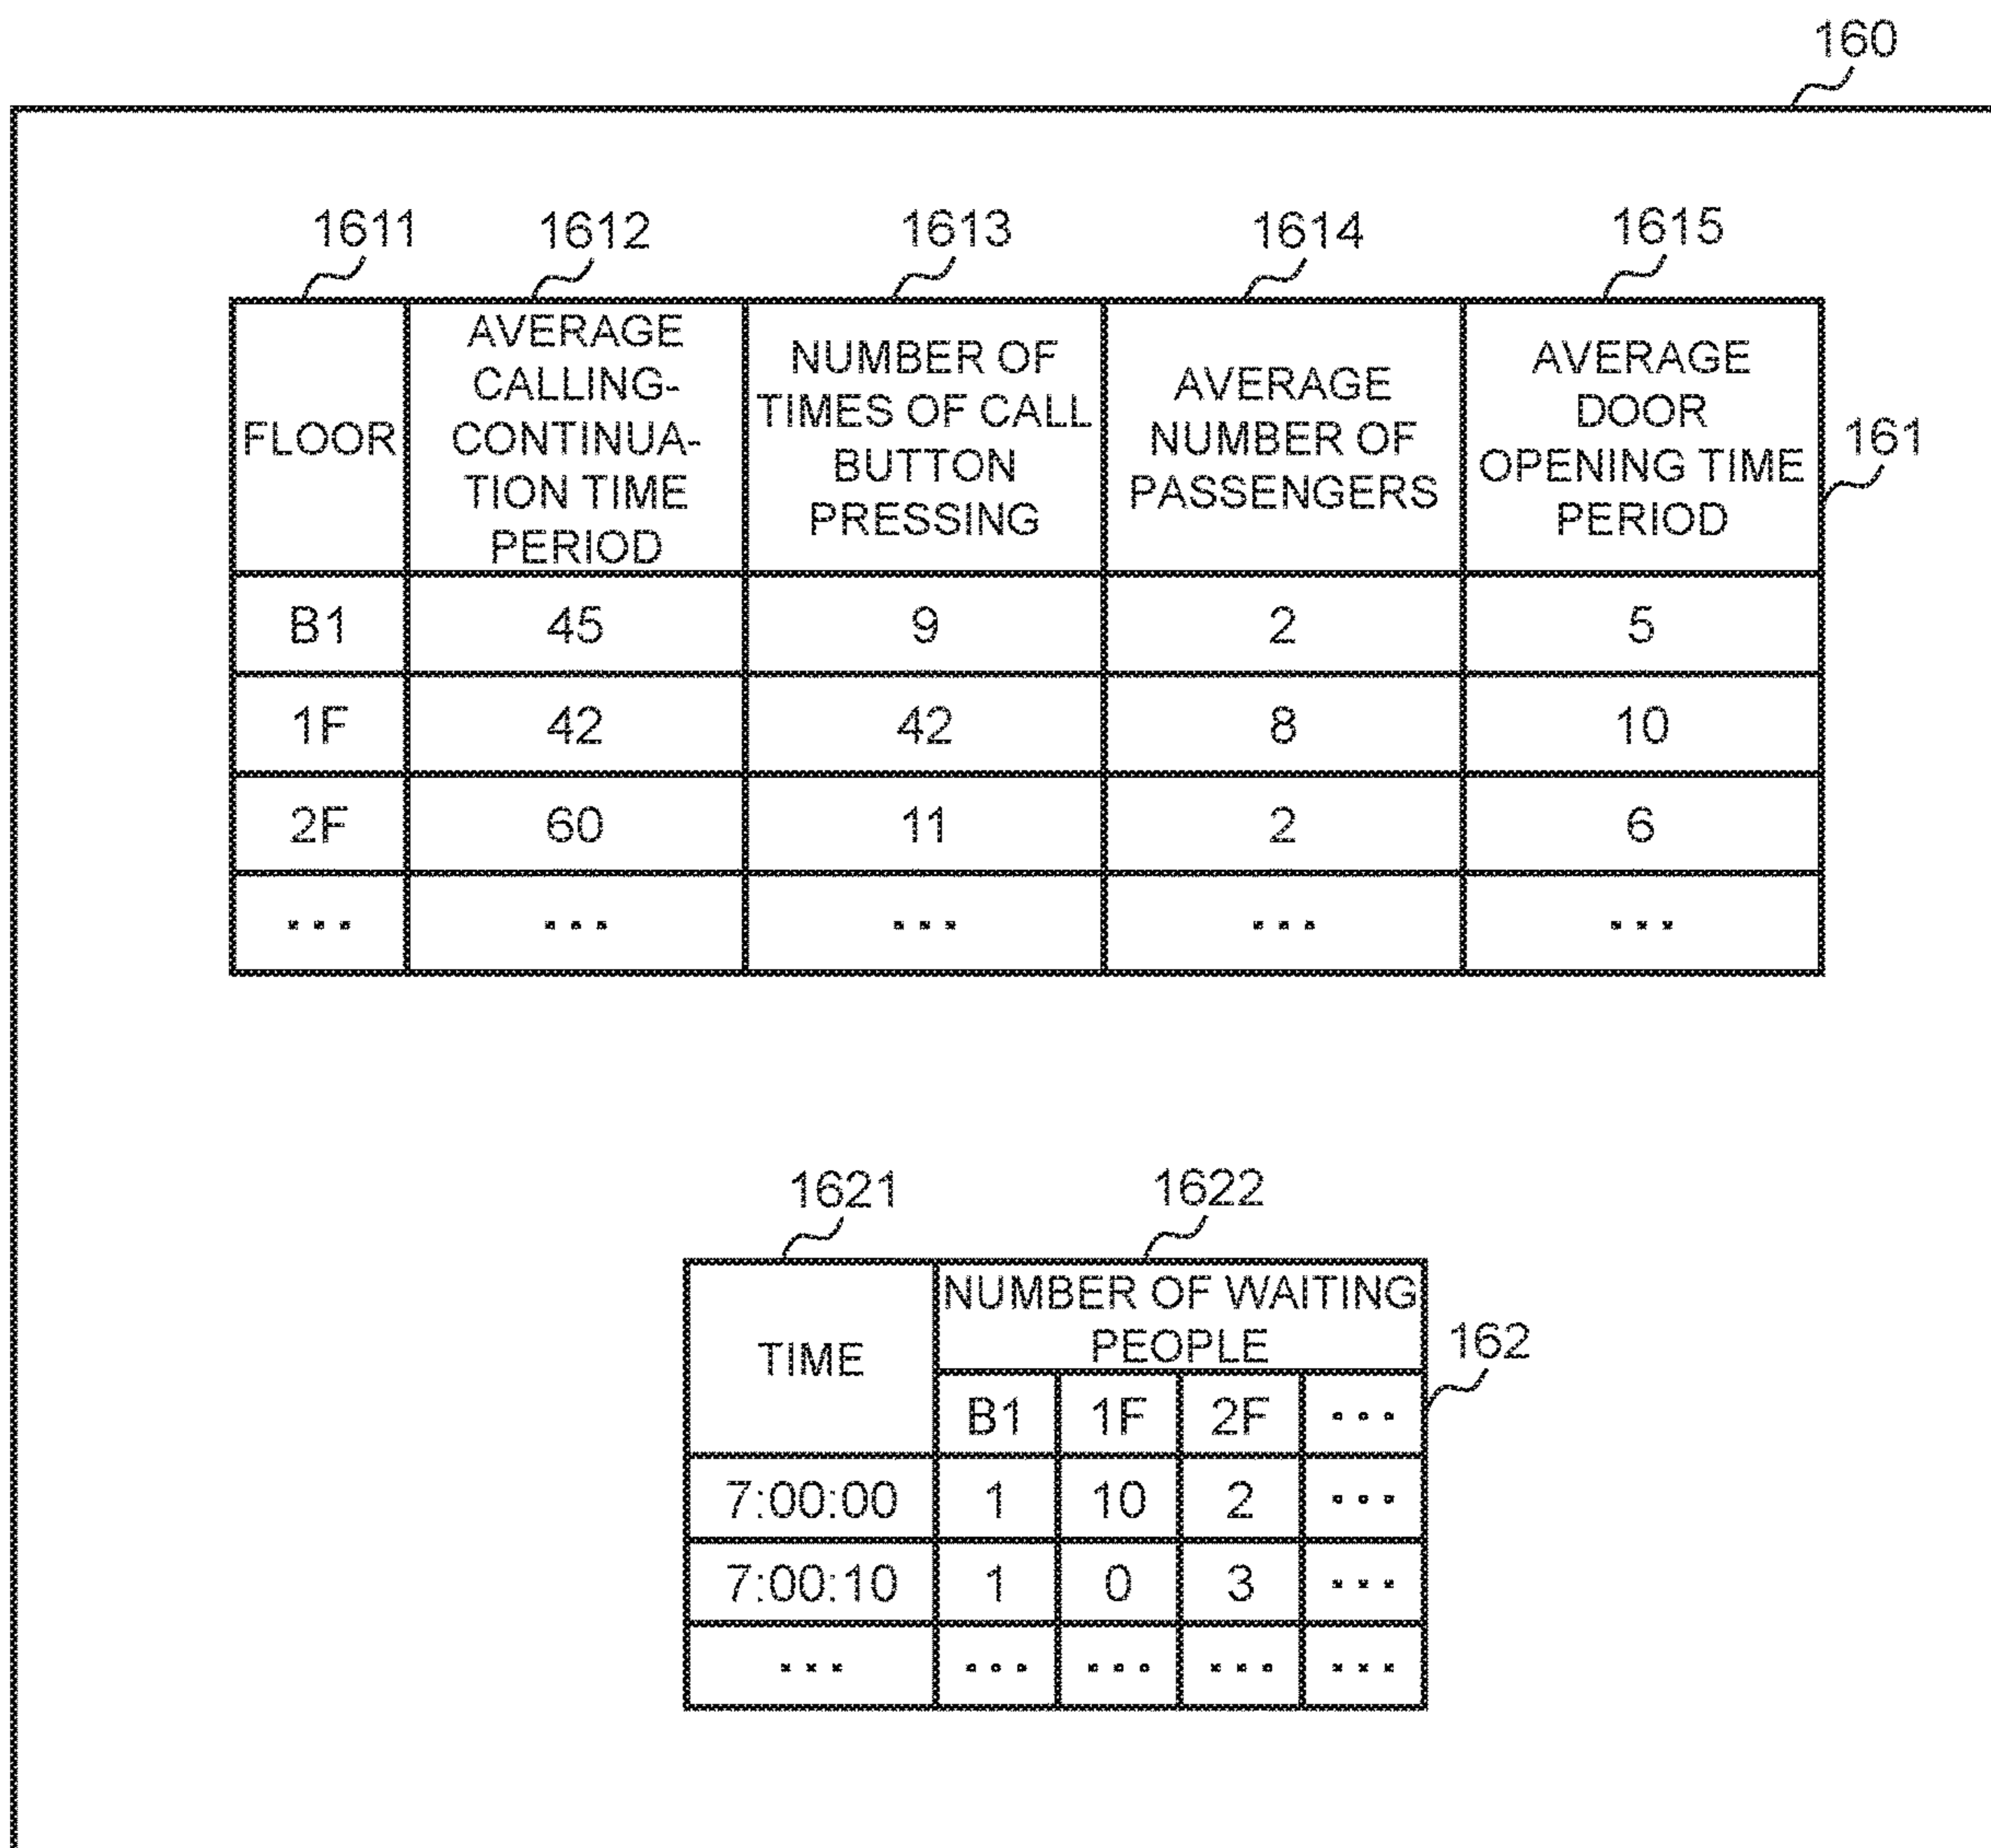 160
1611 1612 1613 1614 1615
FLOOR
AVERAGE
CALLING-
CONTINUA-
TION TIME
PERIOD
NUMBER OF
TIMES OF CALL
BUTTON
PRESSING
AVERAGE
NUMBER OF
PASSENGERS
AVERAGE
DOOR
OPENING TIME
PERIOD
161
B1 45 9 2 5
1F 42 42 8 10
2F 60 11 2 6
... ... ... ... ...
1621 1622
TIME
NUMBER OF WAITING
PEOPLE
162
B1 1F 2F ...
7:00:00 1 10 2 ...
7:00:10 1 0 3 ...
... ... ... ... ...